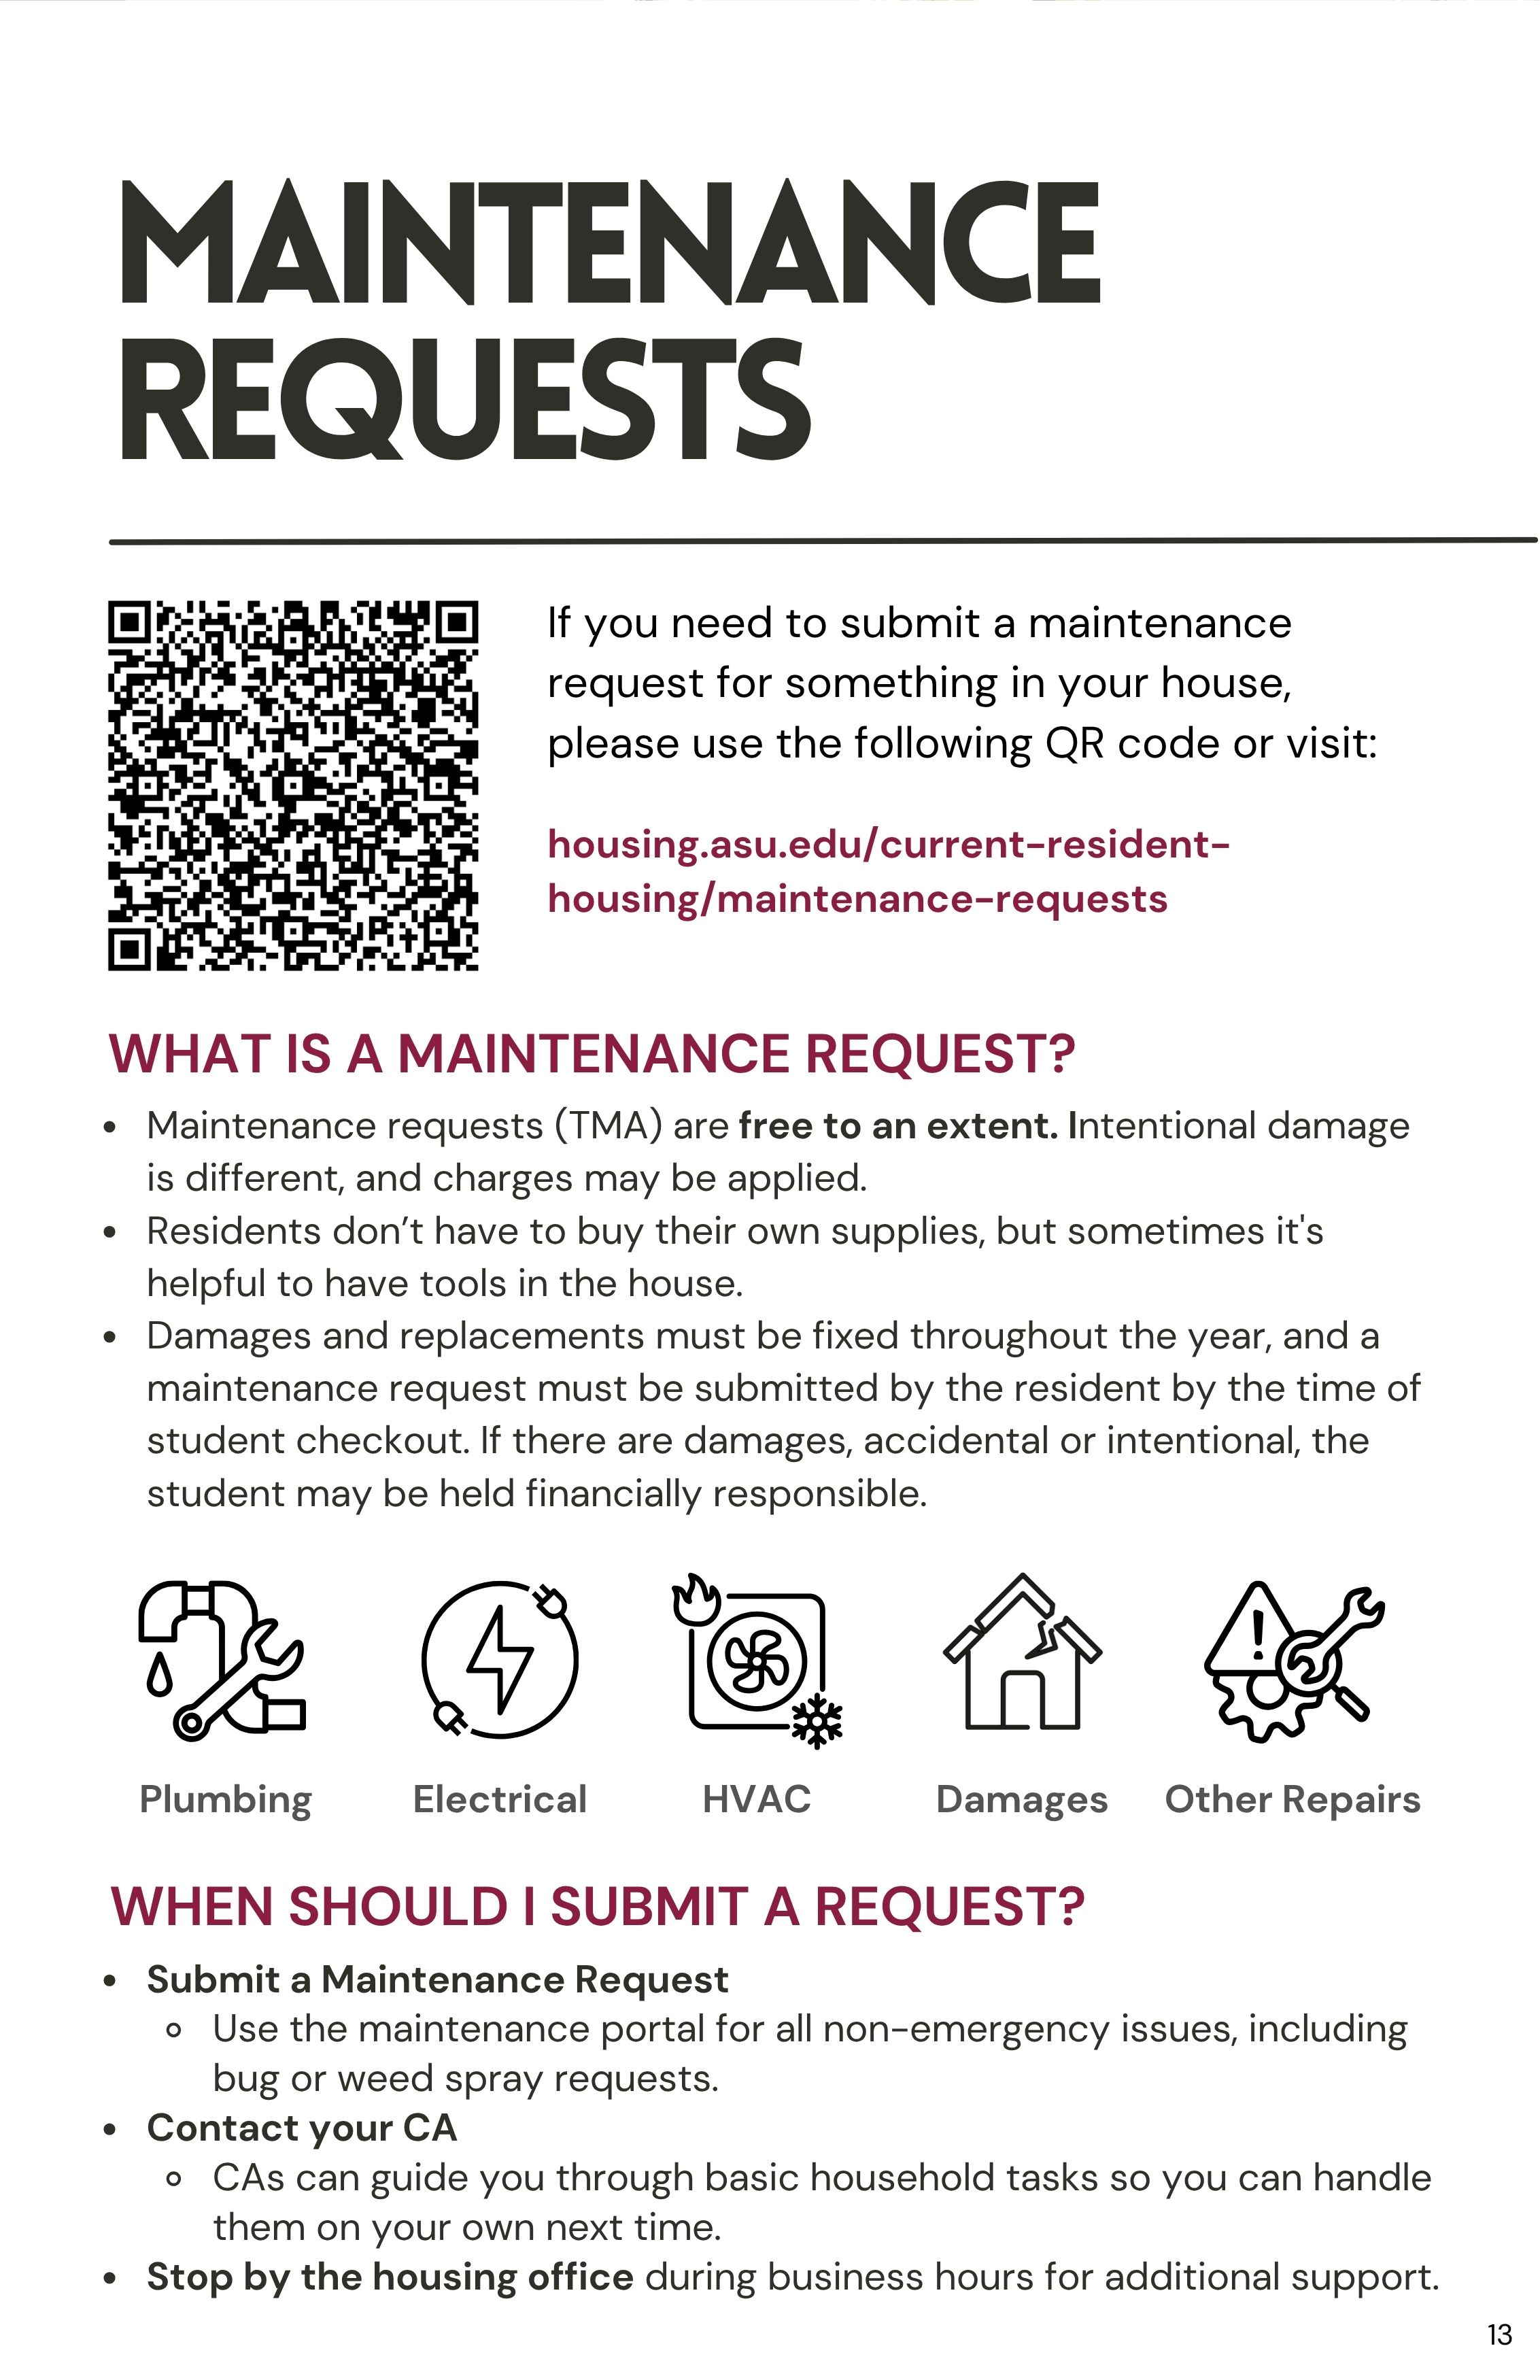 MAINTENANCE
REQUESTS
If you need to submit a maintenance
request for something in your house,
please use the following QR code or visit:
housing.asu.edu/current-resident-
housing/maintenance-requests
WHAT IS A MAINTENANCE REQUEST?
• Maintenance requests (TMA) are free to an extent. Intentional damage
is different, and charges may be applied.
• Residents don’t have to buy their own supplies, but sometimes it's
helpful to have tools in the house.
• Damages and replacements must be fixed throughout the year, and a
maintenance request must be submitted by the resident by the time of
student checkout. If there are damages, accidental or intentional, the
student may be held financially responsible.
Plumbing Electrical HVAC Damages Other Repairs
WHEN SHOULD I SUBMIT A REQUEST?
• Submit a Maintenance Request
◦ Use the maintenance portal for all non-emergency issues, including
bug or weed spray requests.
• Contact your CA
◦ CAs can guide you through basic household tasks so you can handle
them on your own next time.
• Stop by the housing office during business hours for additional support.
13